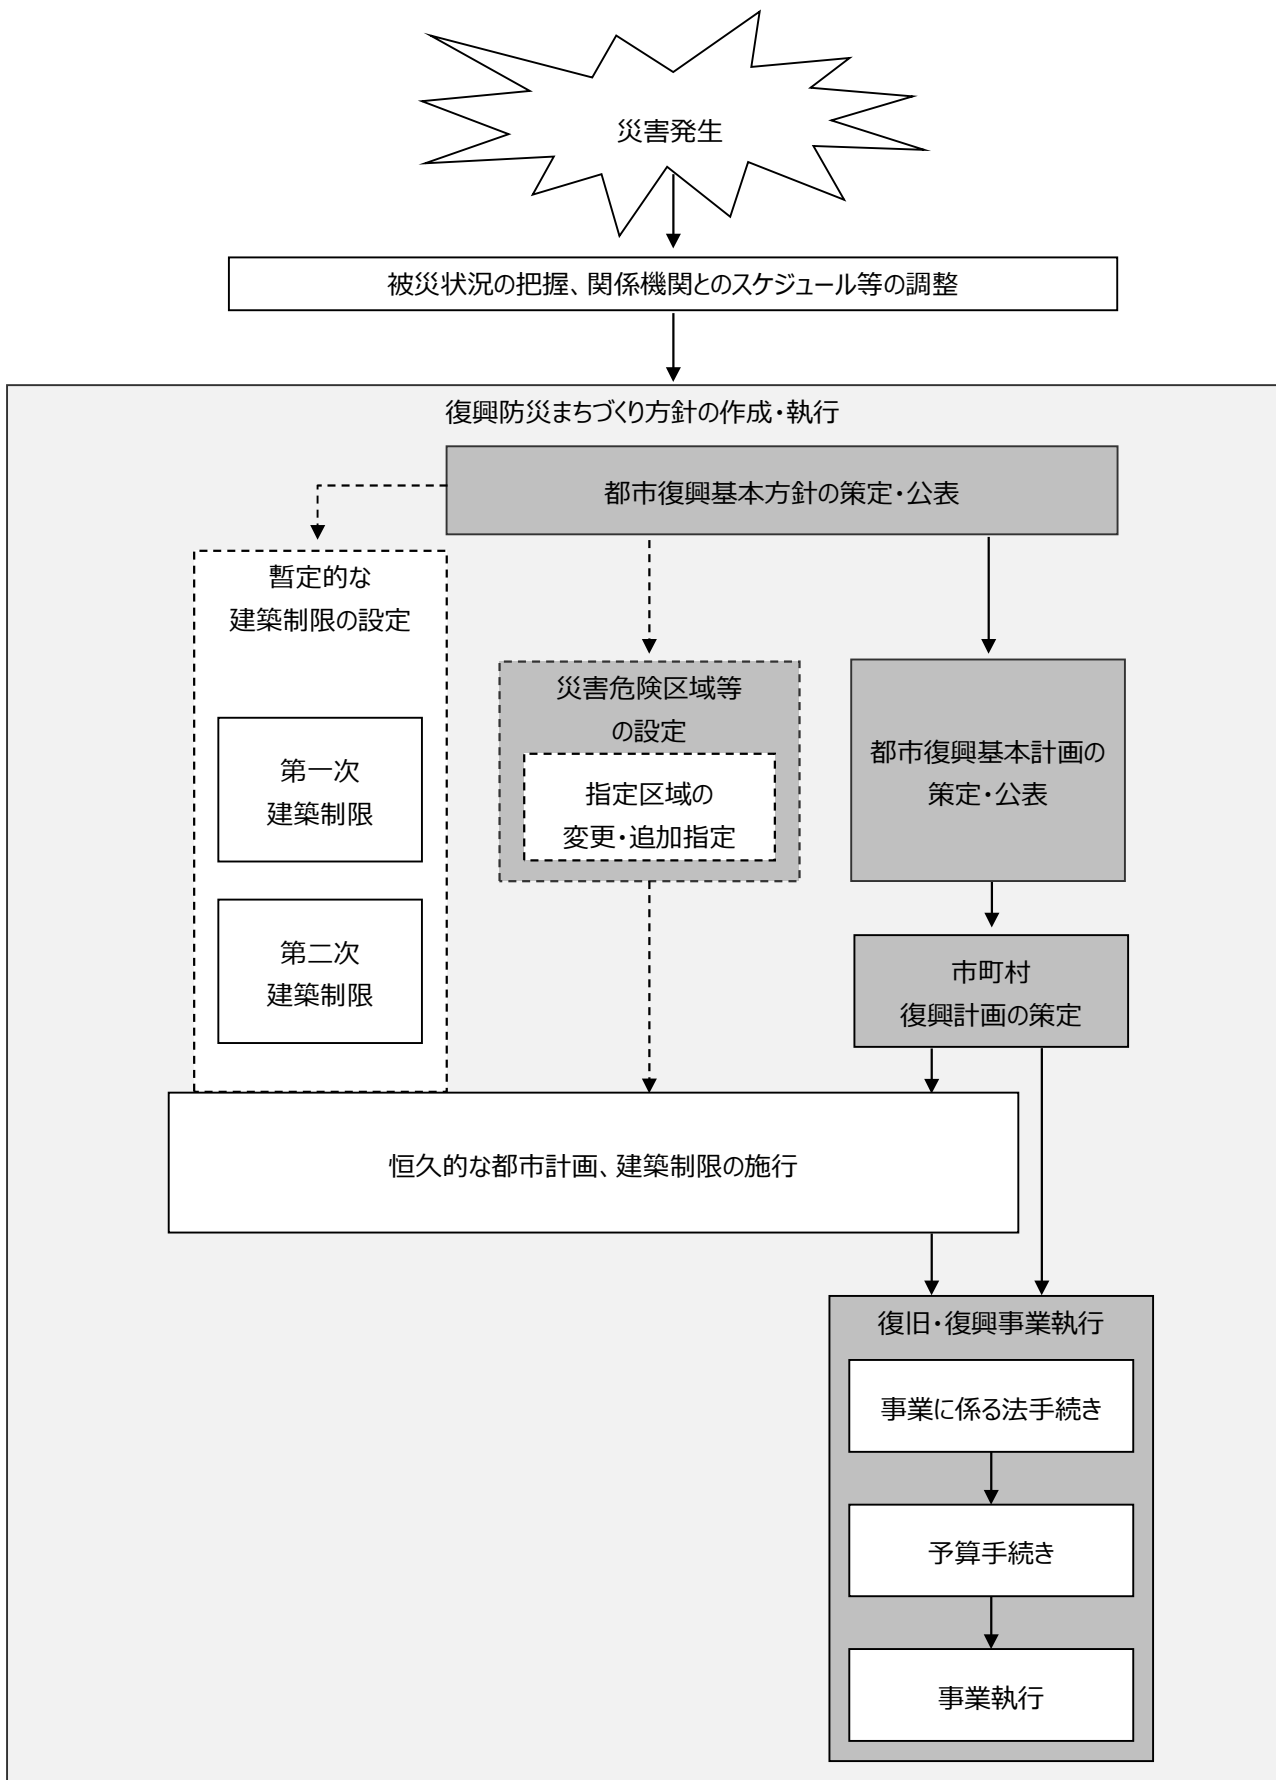 災害発生
被災状況の把握、関係機関とのスケジュール等の調整
復興防災まちづくり方針の作成・執行
都市復興基本方針の策定・公表
暫定的な
建築制限の設定
第一次
建築制限
第二次
建築制限
災害危険区域等
の設定
指定区域の
変更・追加指定
都市復興基本計画の
策定・公表
市町村
復興計画の策定
恒久的な都市計画、建築制限の施行
復旧・復興事業執行
事業に係る法手続き
予算手続き
事業執行